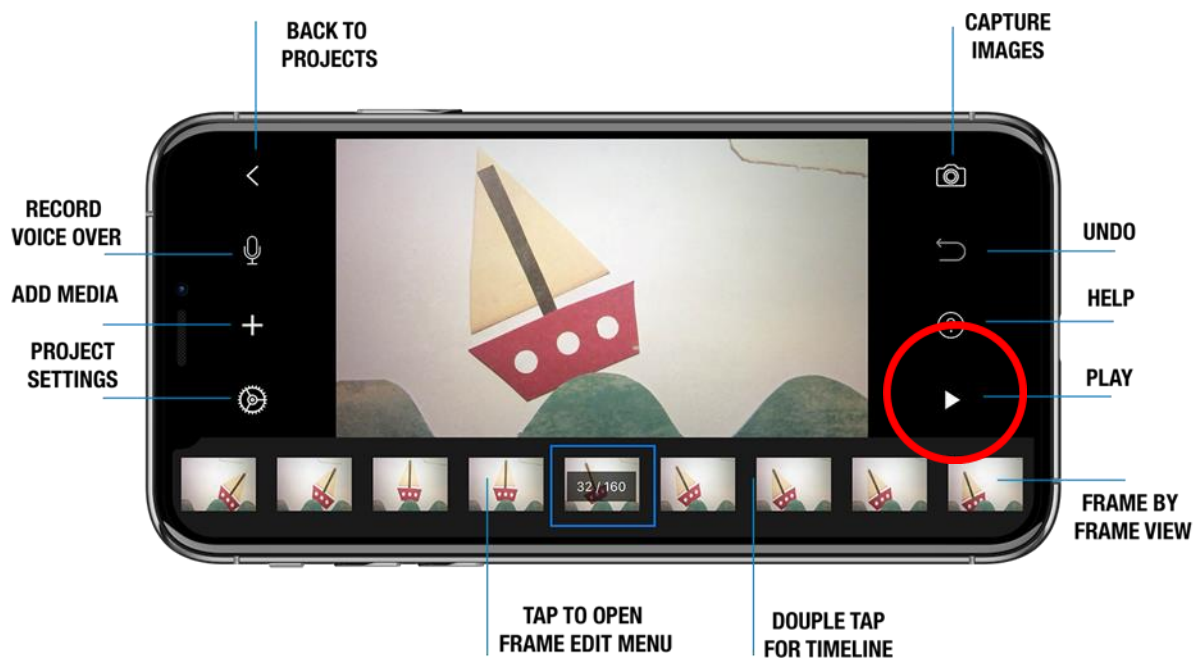 BACK TO
PROJECTS
CAPTURE
IMAGES
RECORD
VOICE OVER
UNDO
ADD MEDIA
HELP
PROJECT
SETTINGS
PLAY
32 / 160
FRAME BY
FRAME VIEW
TAP TO OPEN
FRAME EDIT MENU
DOUPLE TAP
FOR TIMELINE